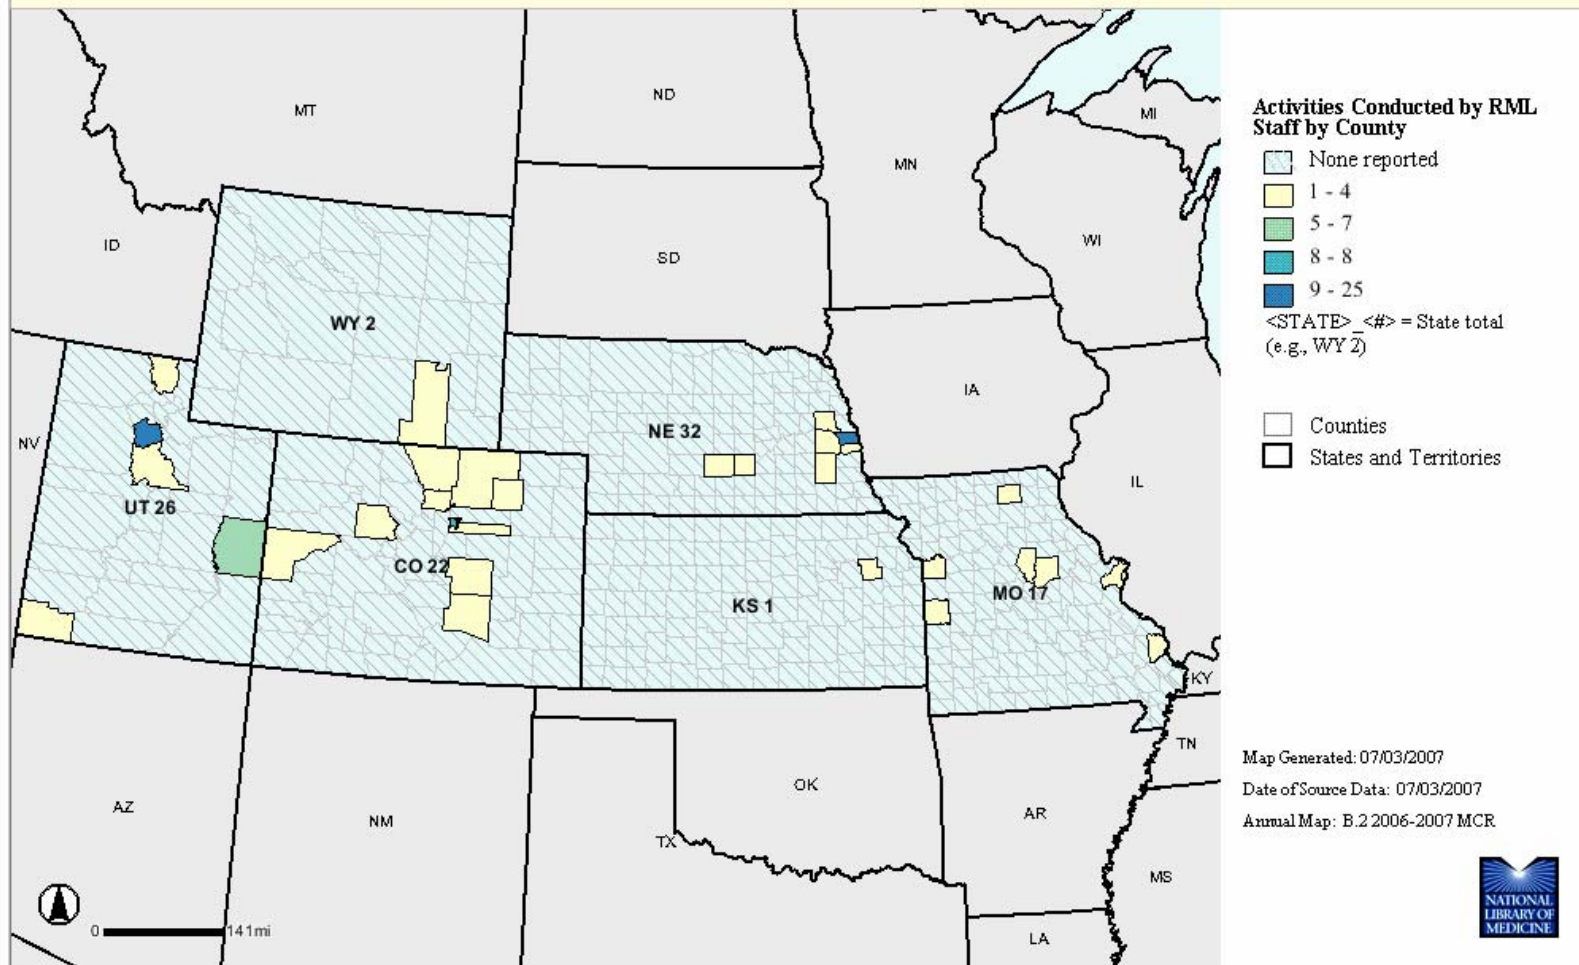 MT
ND
MN
MI
ID
SD
WI
WY 2
IA
NV
NE 32
IL
UT 26
CO 22
KS 1
MO 17
KY
TN
AZ
NM
OK
AR
TX
MS
LA
0 141mi
Activities Conducted by RML
Staff by County
None reported
1 - 4
5 - 7
8 - 8
9 - 25
<STATE>_<#> = State total
(e.g., WY 2)
Counties
States and Territories
Map Generated: 07/03/2007
Date of Source Data: 07/03/2007
Annual Map: B.2 2006-2007 MCR
NATIONAL
LIBRARY OF
MEDICINE